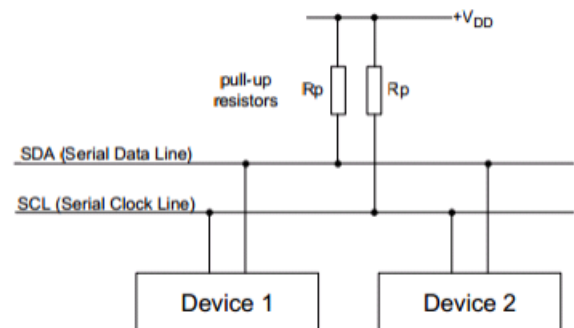 +VDD
pull-up
resistors
Rp
Rp
SDA (Serial Data Line)
SCL (Serial Clock Line)
Device 1
Device 2